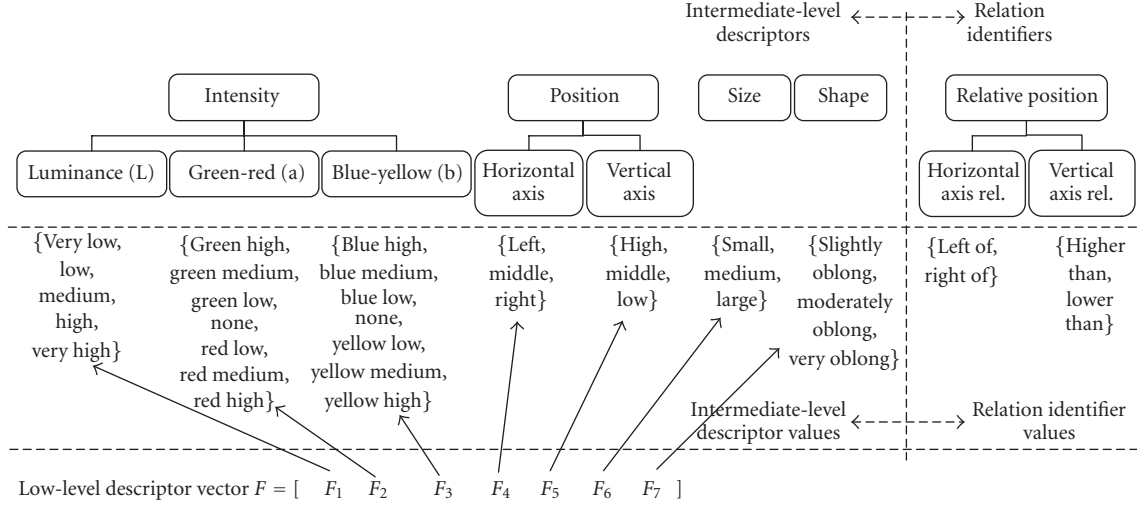 Intermediate-level
descriptors
Relation
identifiers
Intensity
Position
Size
Shape
Relative position
Luminance (L)
Green-red (a)
Blue-yellow (b)
Horizontal
axis
Vertical
axis
Horizontal
axis rel.
Vertical
axis rel.
{Very low,
low,
medium,
high,
very high}
{Green high,
green medium,
green low,
none,
red low,
red medium,
red high}
{Blue high,
blue medium,
blue low,
none,
yellow low,
yellow medium,
yellow high}
{Left,
middle,
right}
{High,
middle,
low}
{Small,
medium,
large}
{Slightly
oblong,
moderately
oblong,
very oblong}
{Left of,
right of}
{Higher
than,
lower
than}
Intermediate-level
descriptor values
Relation identifier
values
Low-level descriptor vector F = [ F1 F2 F3 F4 F5 F6 F7 ]